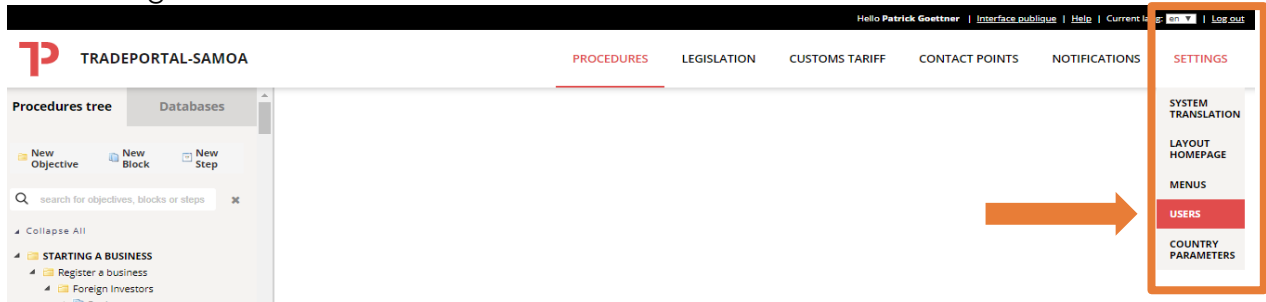 Hello Patrick Goettner | Interface publique | Help | Current lang: en | Log out
TRADEPORTAL-SAMOA
PROCEDURES LEGISLATION CUSTOMS TARIFF CONTACT POINTS NOTIFICATIONS SETTINGS
Procedures tree Databases
New Objective
New Block
New Step
search for objectives, blocks or steps
Collapse All
STARTING A BUSINESS
Register a business
Foreign Investors
SYSTEM
TRANSLATION
LAYOUT
HOMEPAGE
MENUS
USERS
COUNTRY
PARAMETERS